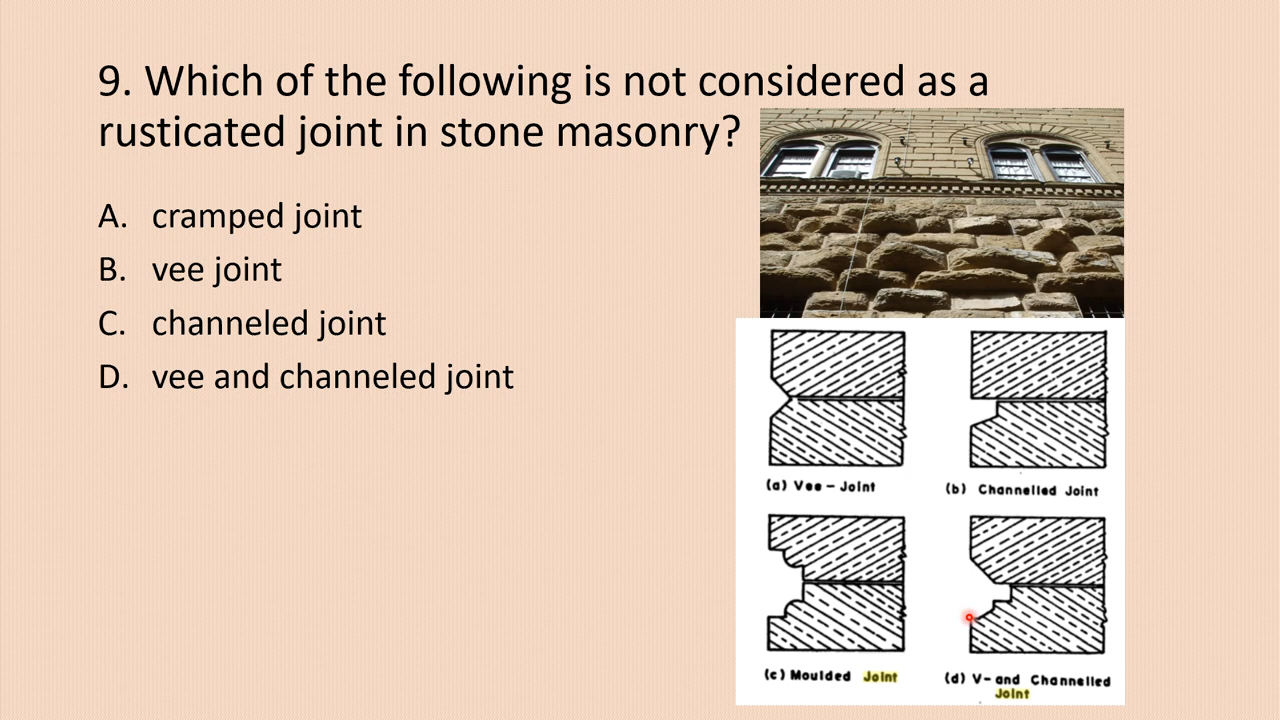 9. Which of the following is not considered as a
rusticated joint in stone masonry?
A. cramped joint
B. vee joint
C. channeled joint
D. vee and channeled joint
(a) Vee – Joint
(b) Channelled Joint
(c) Moulded Joint
(d) V- and Channelled
Joint